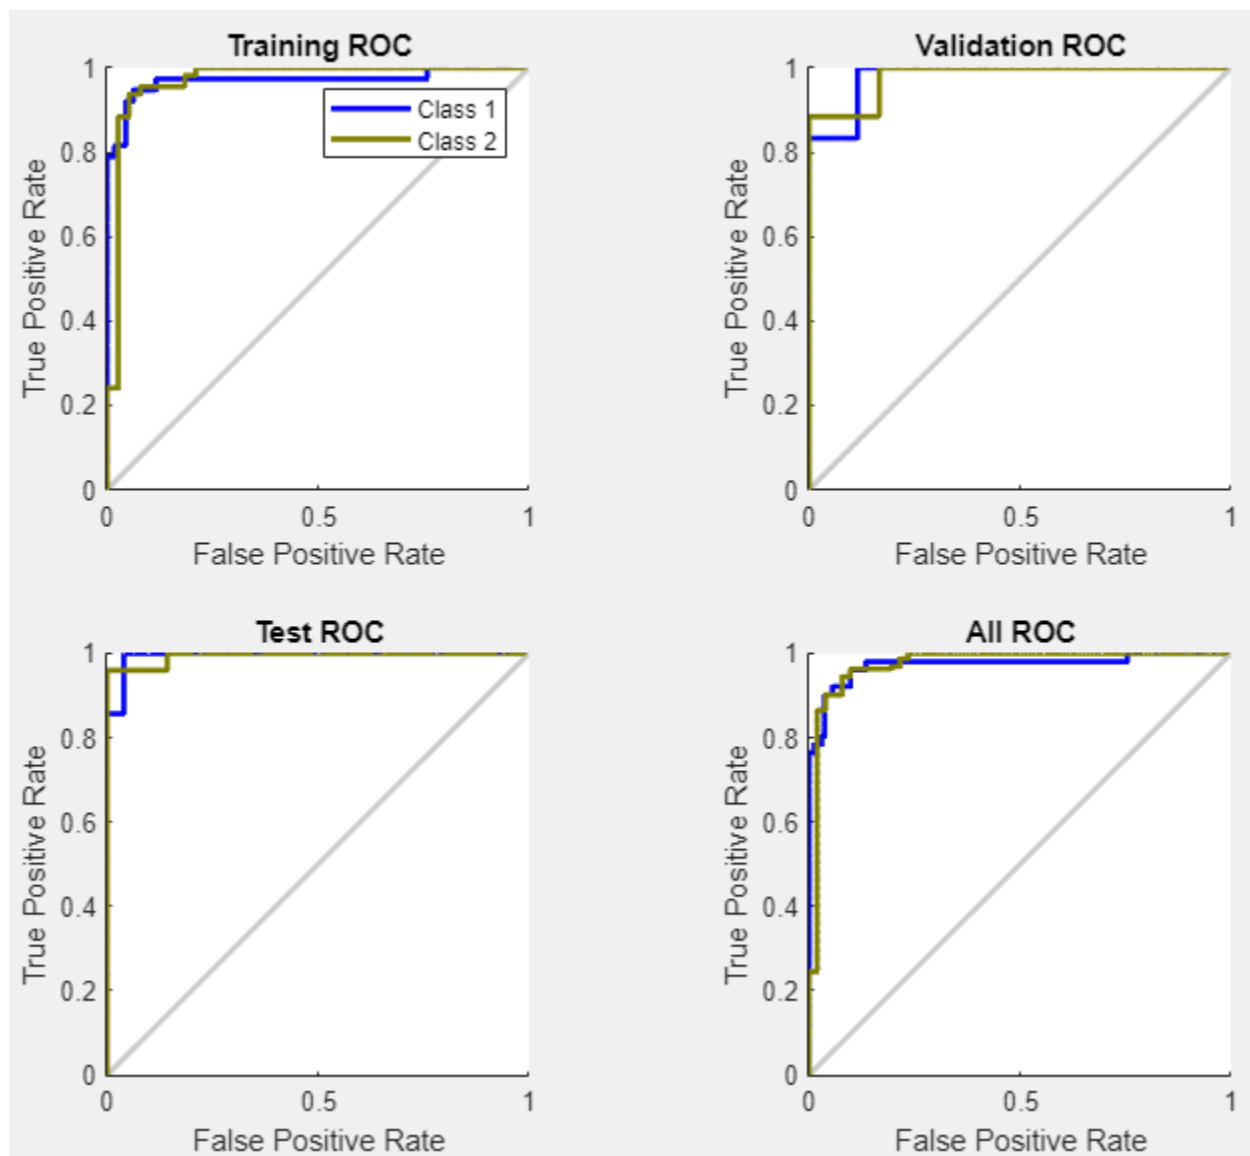 Training ROC
1
0.8
0.6
0.4
0.2
0
True Positive Rate
Class 1
Class 2
0 0.5 1
False Positive Rate
Validation ROC
1
0.8
0.6
0.4
0.2
0
True Positive Rate
0 0.5 1
False Positive Rate
Test ROC
1
0.8
0.6
0.4
0.2
0
True Positive Rate
0 0.5 1
False Positive Rate
All ROC
1
0.8
0.6
0.4
0.2
0
True Positive Rate
0 0.5 1
False Positive Rate